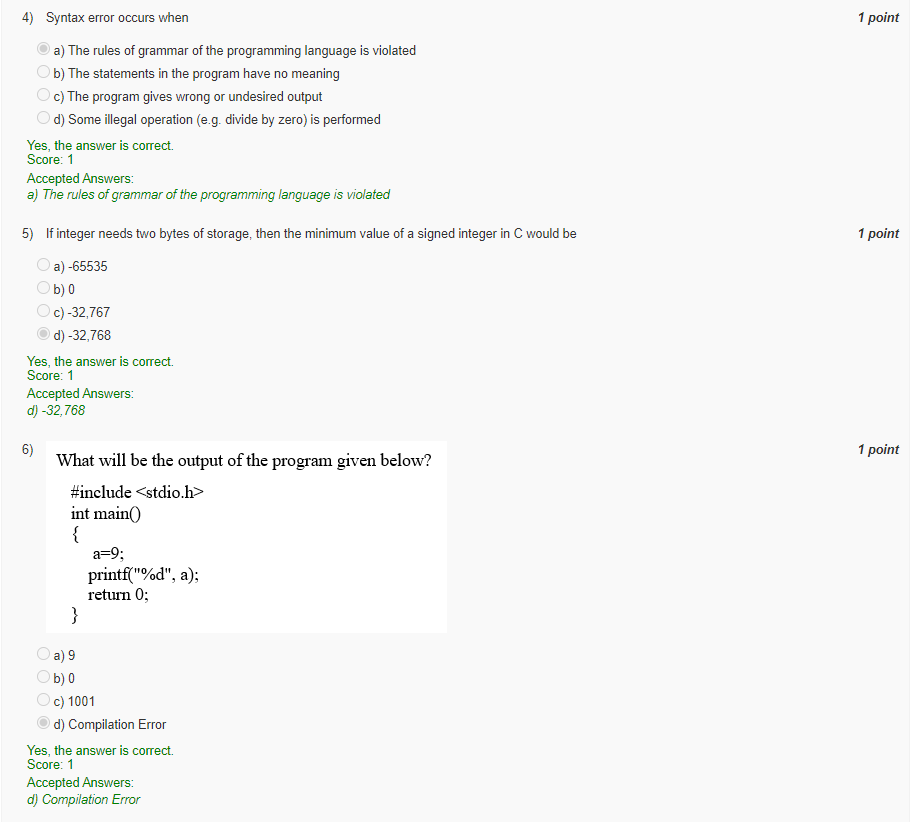 4) Syntax error occurs when 1 point
a) The rules of grammar of the programming language is violated
b) The statements in the program have no meaning
c) The program gives wrong or undesired output
d) Some illegal operation (e.g. divide by zero) is performed
Yes, the answer is correct.
Score: 1
Accepted Answers:
a) The rules of grammar of the programming language is violated
5) If integer needs two bytes of storage, then the minimum value of a signed integer in C would be 1 point
a) -65535
b) 0
c) -32,767
d) -32,768
Yes, the answer is correct.
Score: 1
Accepted Answers:
d) -32,768
6) 1 point
What will be the output of the program given below?
#include <stdio.h>
int main()
{
a=9;
printf("%d", a);
return 0;
}
a) 9
b) 0
c) 1001
d) Compilation Error
Yes, the answer is correct.
Score: 1
Accepted Answers:
d) Compilation Error